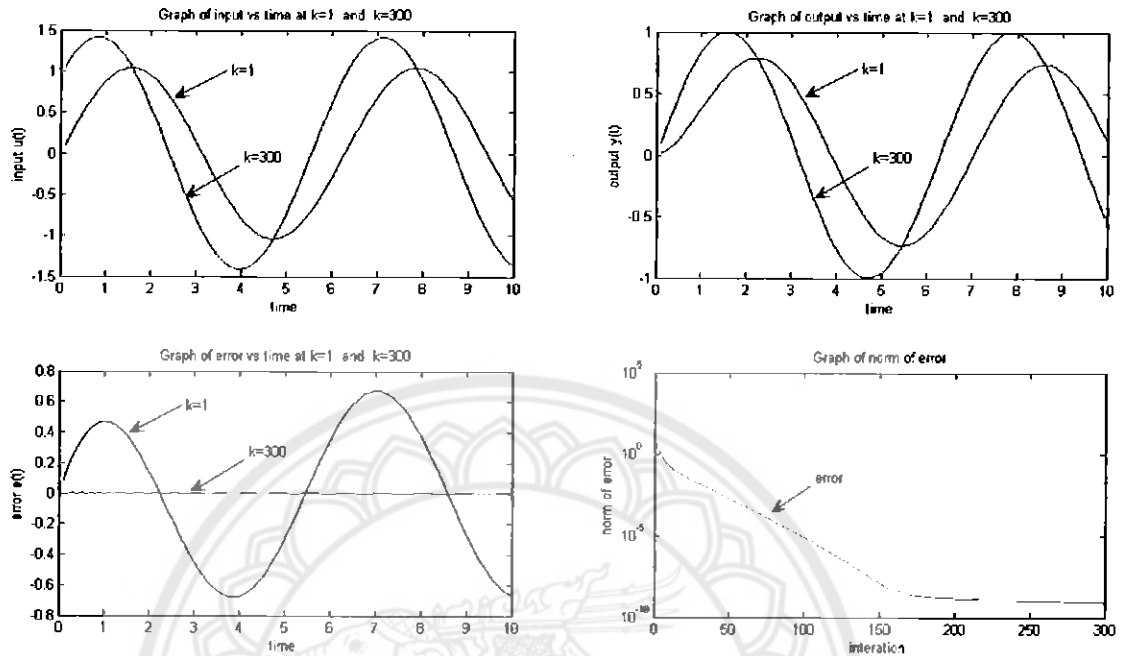 Graph of input vs time at k=1 and k=300
1.5
1
0.5
0
-0.5
-1
-1.5
input u(t)
k=1
k=300
0 1 2 3 4 5 6 7 8 9 10
time
Graph of output vs time at k=1 and k=300
1
0.5
0
-0.5
-1
output y(t)
k=1
k=300
0 1 2 3 4 5 6 7 8 9 10
time
Graph of error vs time at k=1 and k=300
0.8
0.6
0.4
0.2
0
-0.2
-0.4
-0.6
-0.8
error e(t)
k=1
k=300
0 1 2 3 4 5 6 7 8 9 10
time
Graph of norm of error
10^5
10^0
10^-5
10^-10
norm of error
error
0 50 100 150 200 250 300
interation